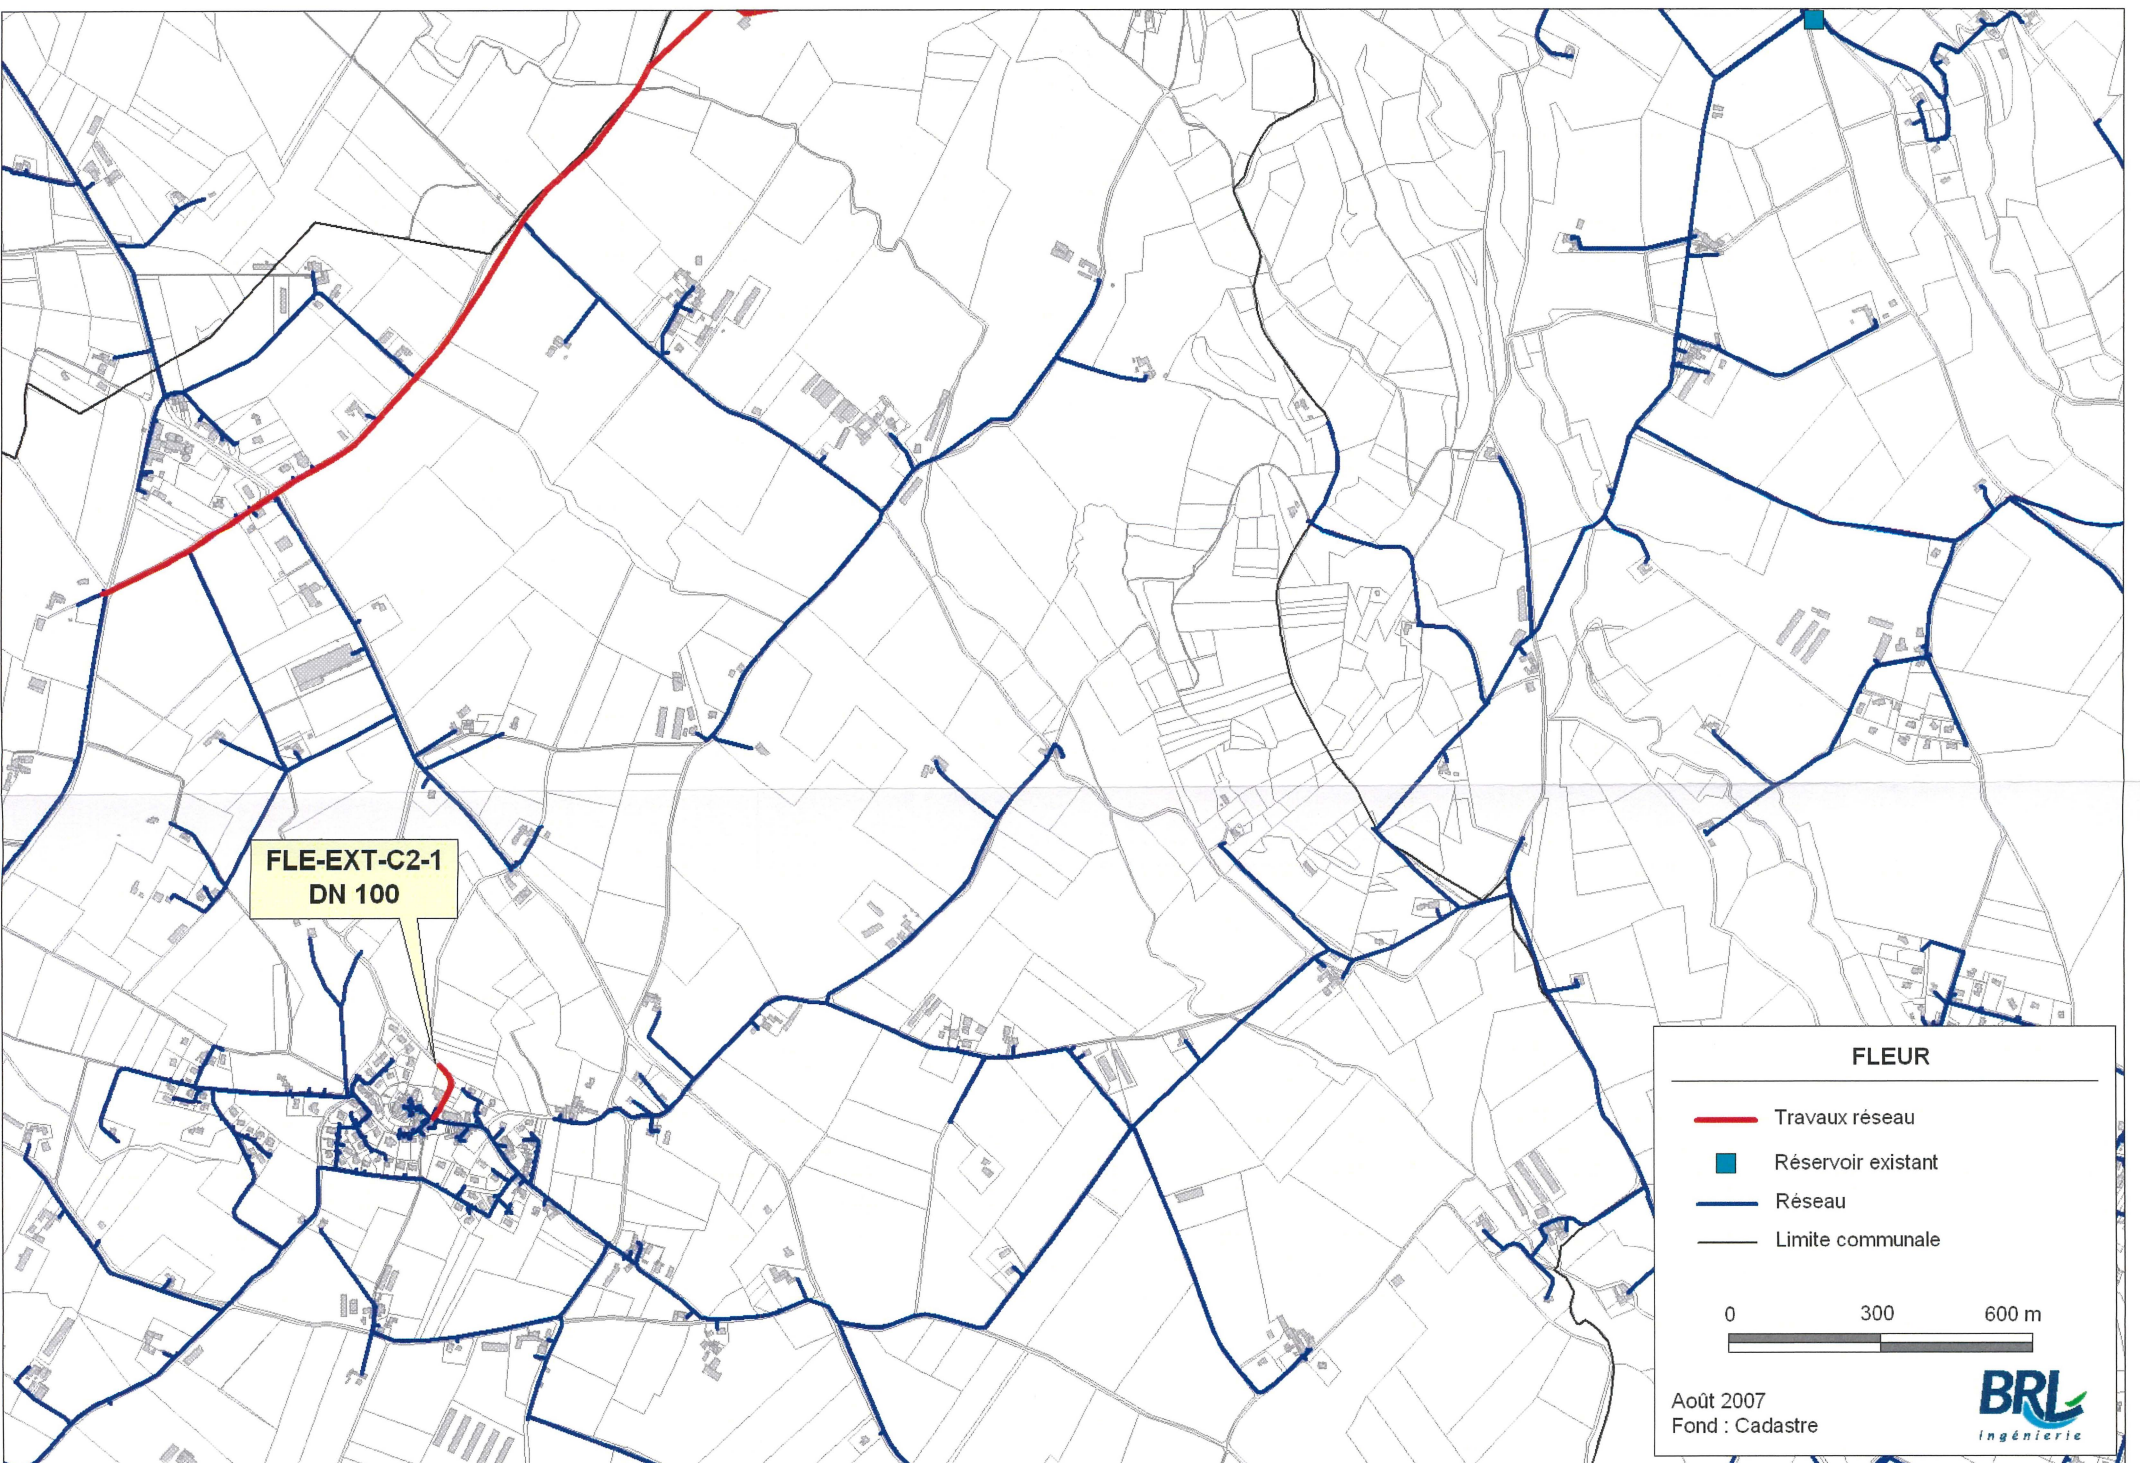 FLE-EXT-C2-1
DN 100
FLEUR
Travaux réseau
Réservoir existant
Réseau
Limite communale
0 300 600 m
Août 2007
Fond : Cadastre
BRL
ingénierie